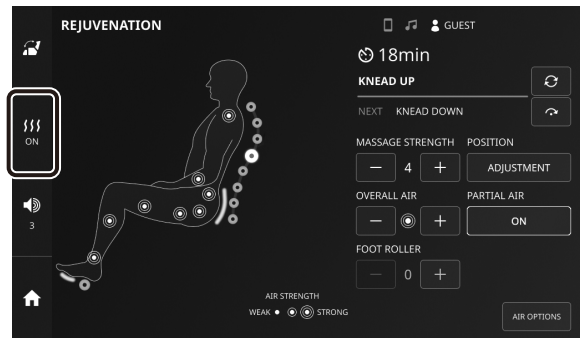 REJUVENATION
GUEST
18min
KNEAD UP
NEXT KNEAD DOWN
ON
MASSAGE STRENGTH POSITION
— 4 + ADJUSTMENT
OVERALL AIR PARTIAL AIR
— + ON
3
FOOT ROLLER
— 0 +
AIR STRENGTH
WEAK STRONG
AIR OPTIONS